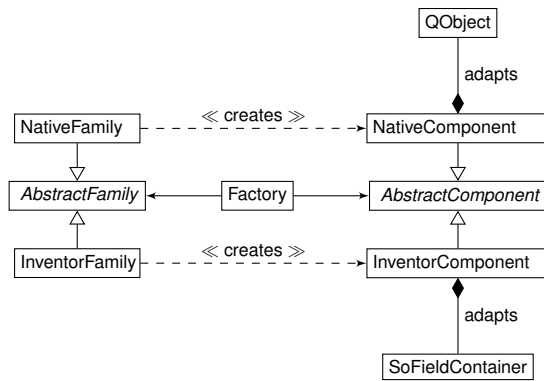 QObject
adapts
≪ creates ≫
NativeFamily
NativeComponent
AbstractFamily
Factory
AbstractComponent
≪ creates ≫
InventorFamily
InventorComponent
adapts
SoFieldContainer